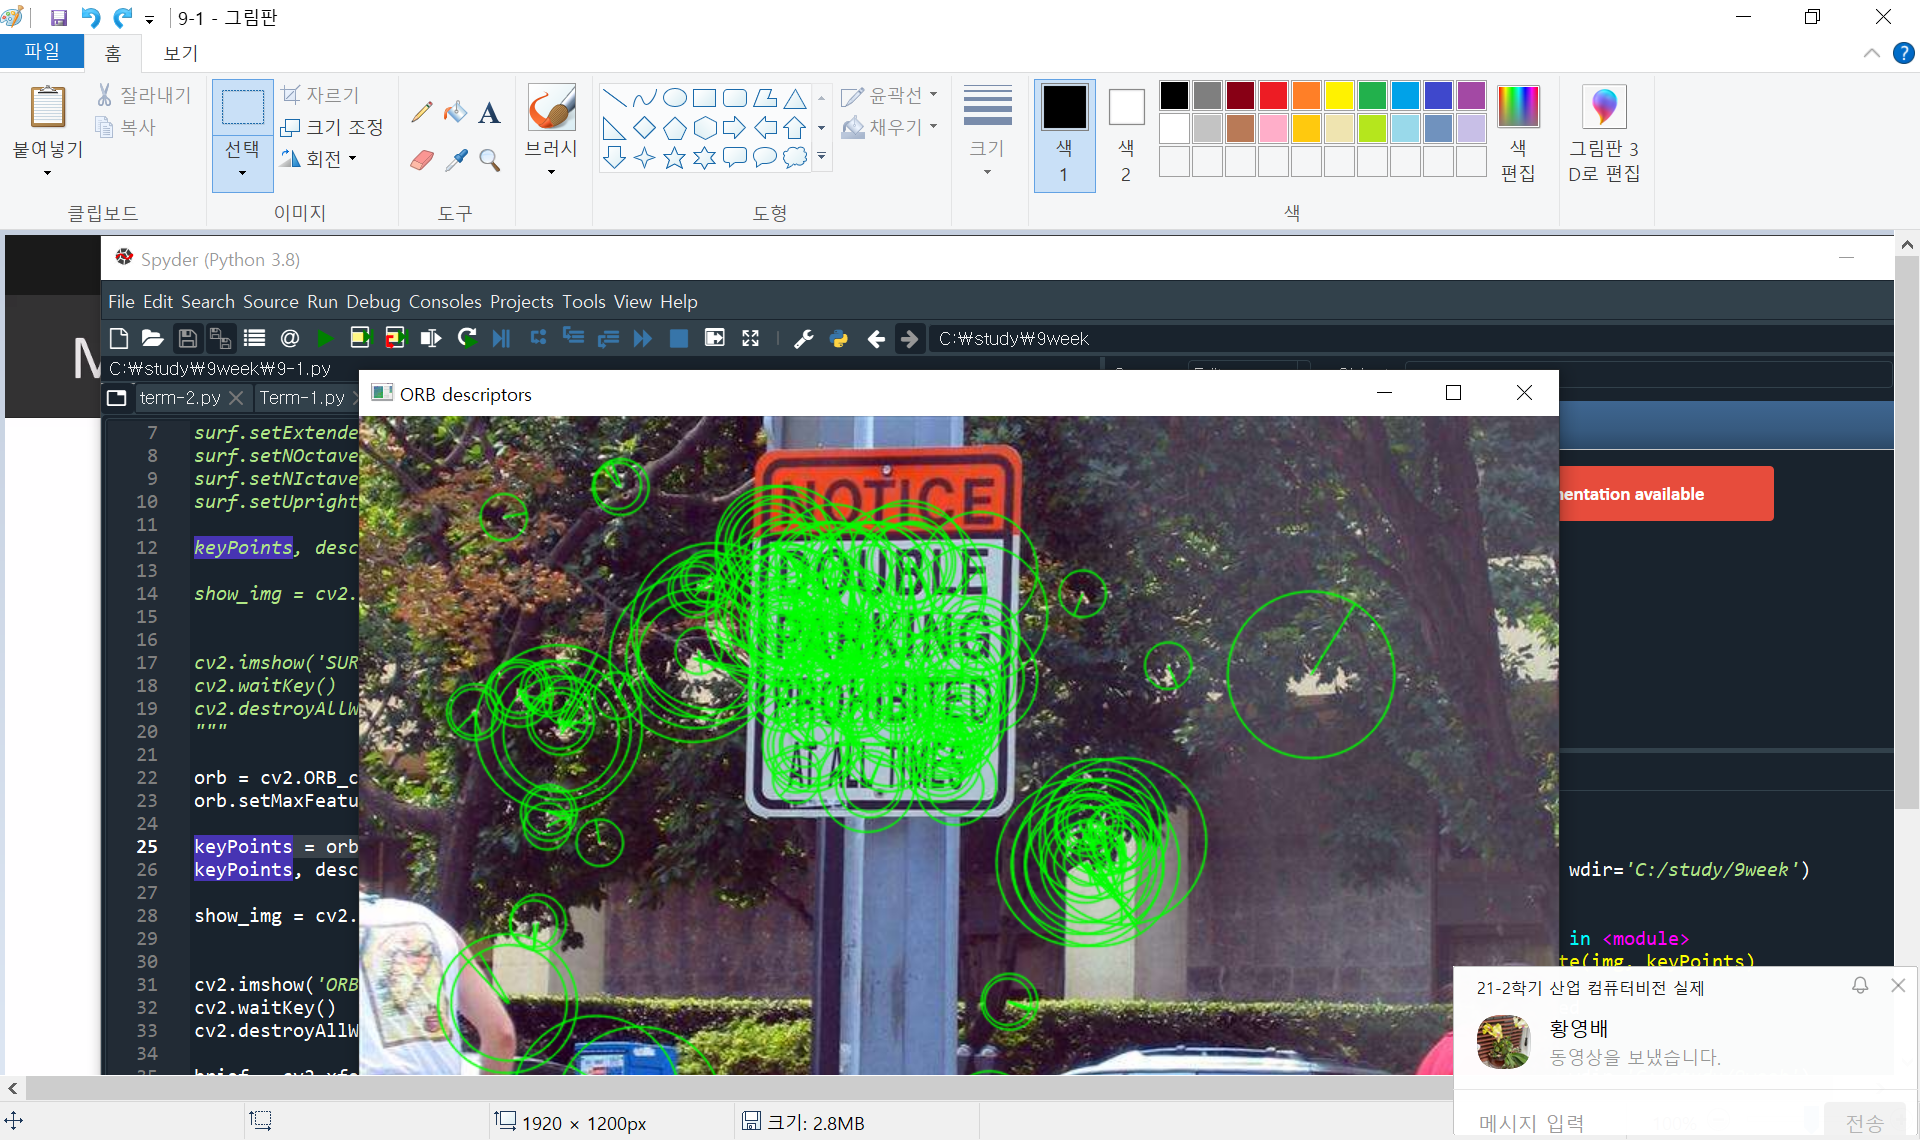 9-1 - 그림판
파일 홈 보기
붙여넣기
잘라내기
복사
클립보드
선택
자르기
크기 조정
회전
이미지
A
도구
브러시
윤곽선
채우기
도형
크기
색
1
색
2
색
편집
색
그림판 3
D로 편집
Spyder (Python 3.8)
File Edit Search Source Run Debug Consoles Projects Tools View Help
C:₩study₩9week
C:₩study₩9week₩9-1.py
term-2.py Term-1.py
M
ORB descriptors
7 surf.setExtende
8 surf.setNOctave
9 surf.setNIctave
10 surf.setUpright
11
12 keyPoints, desc
13
14 show_img = cv2.
15
16
17 cv2.imshow('SUR
18 cv2.waitKey()
19 cv2.destroyAllW
20 """
21
22 orb = cv2.ORB_c
23 orb.setMaxFeatu
24
25 keyPoints = orb
26 keyPoints, desc
27
28 show_img = cv2.
29
30
31 cv2.imshow('ORB
32 cv2.waitKey()
33 cv2.destroyAllW
34
NOTICE
mentation available
wdir='C:/study/9week')
in <module>
te(img, keyPoints)
21-2학기 산업 컴퓨터비전 실제
황영배
동영상을 보냈습니다.
메시지 입력
전송
1920 × 1200px
크기: 2.8MB